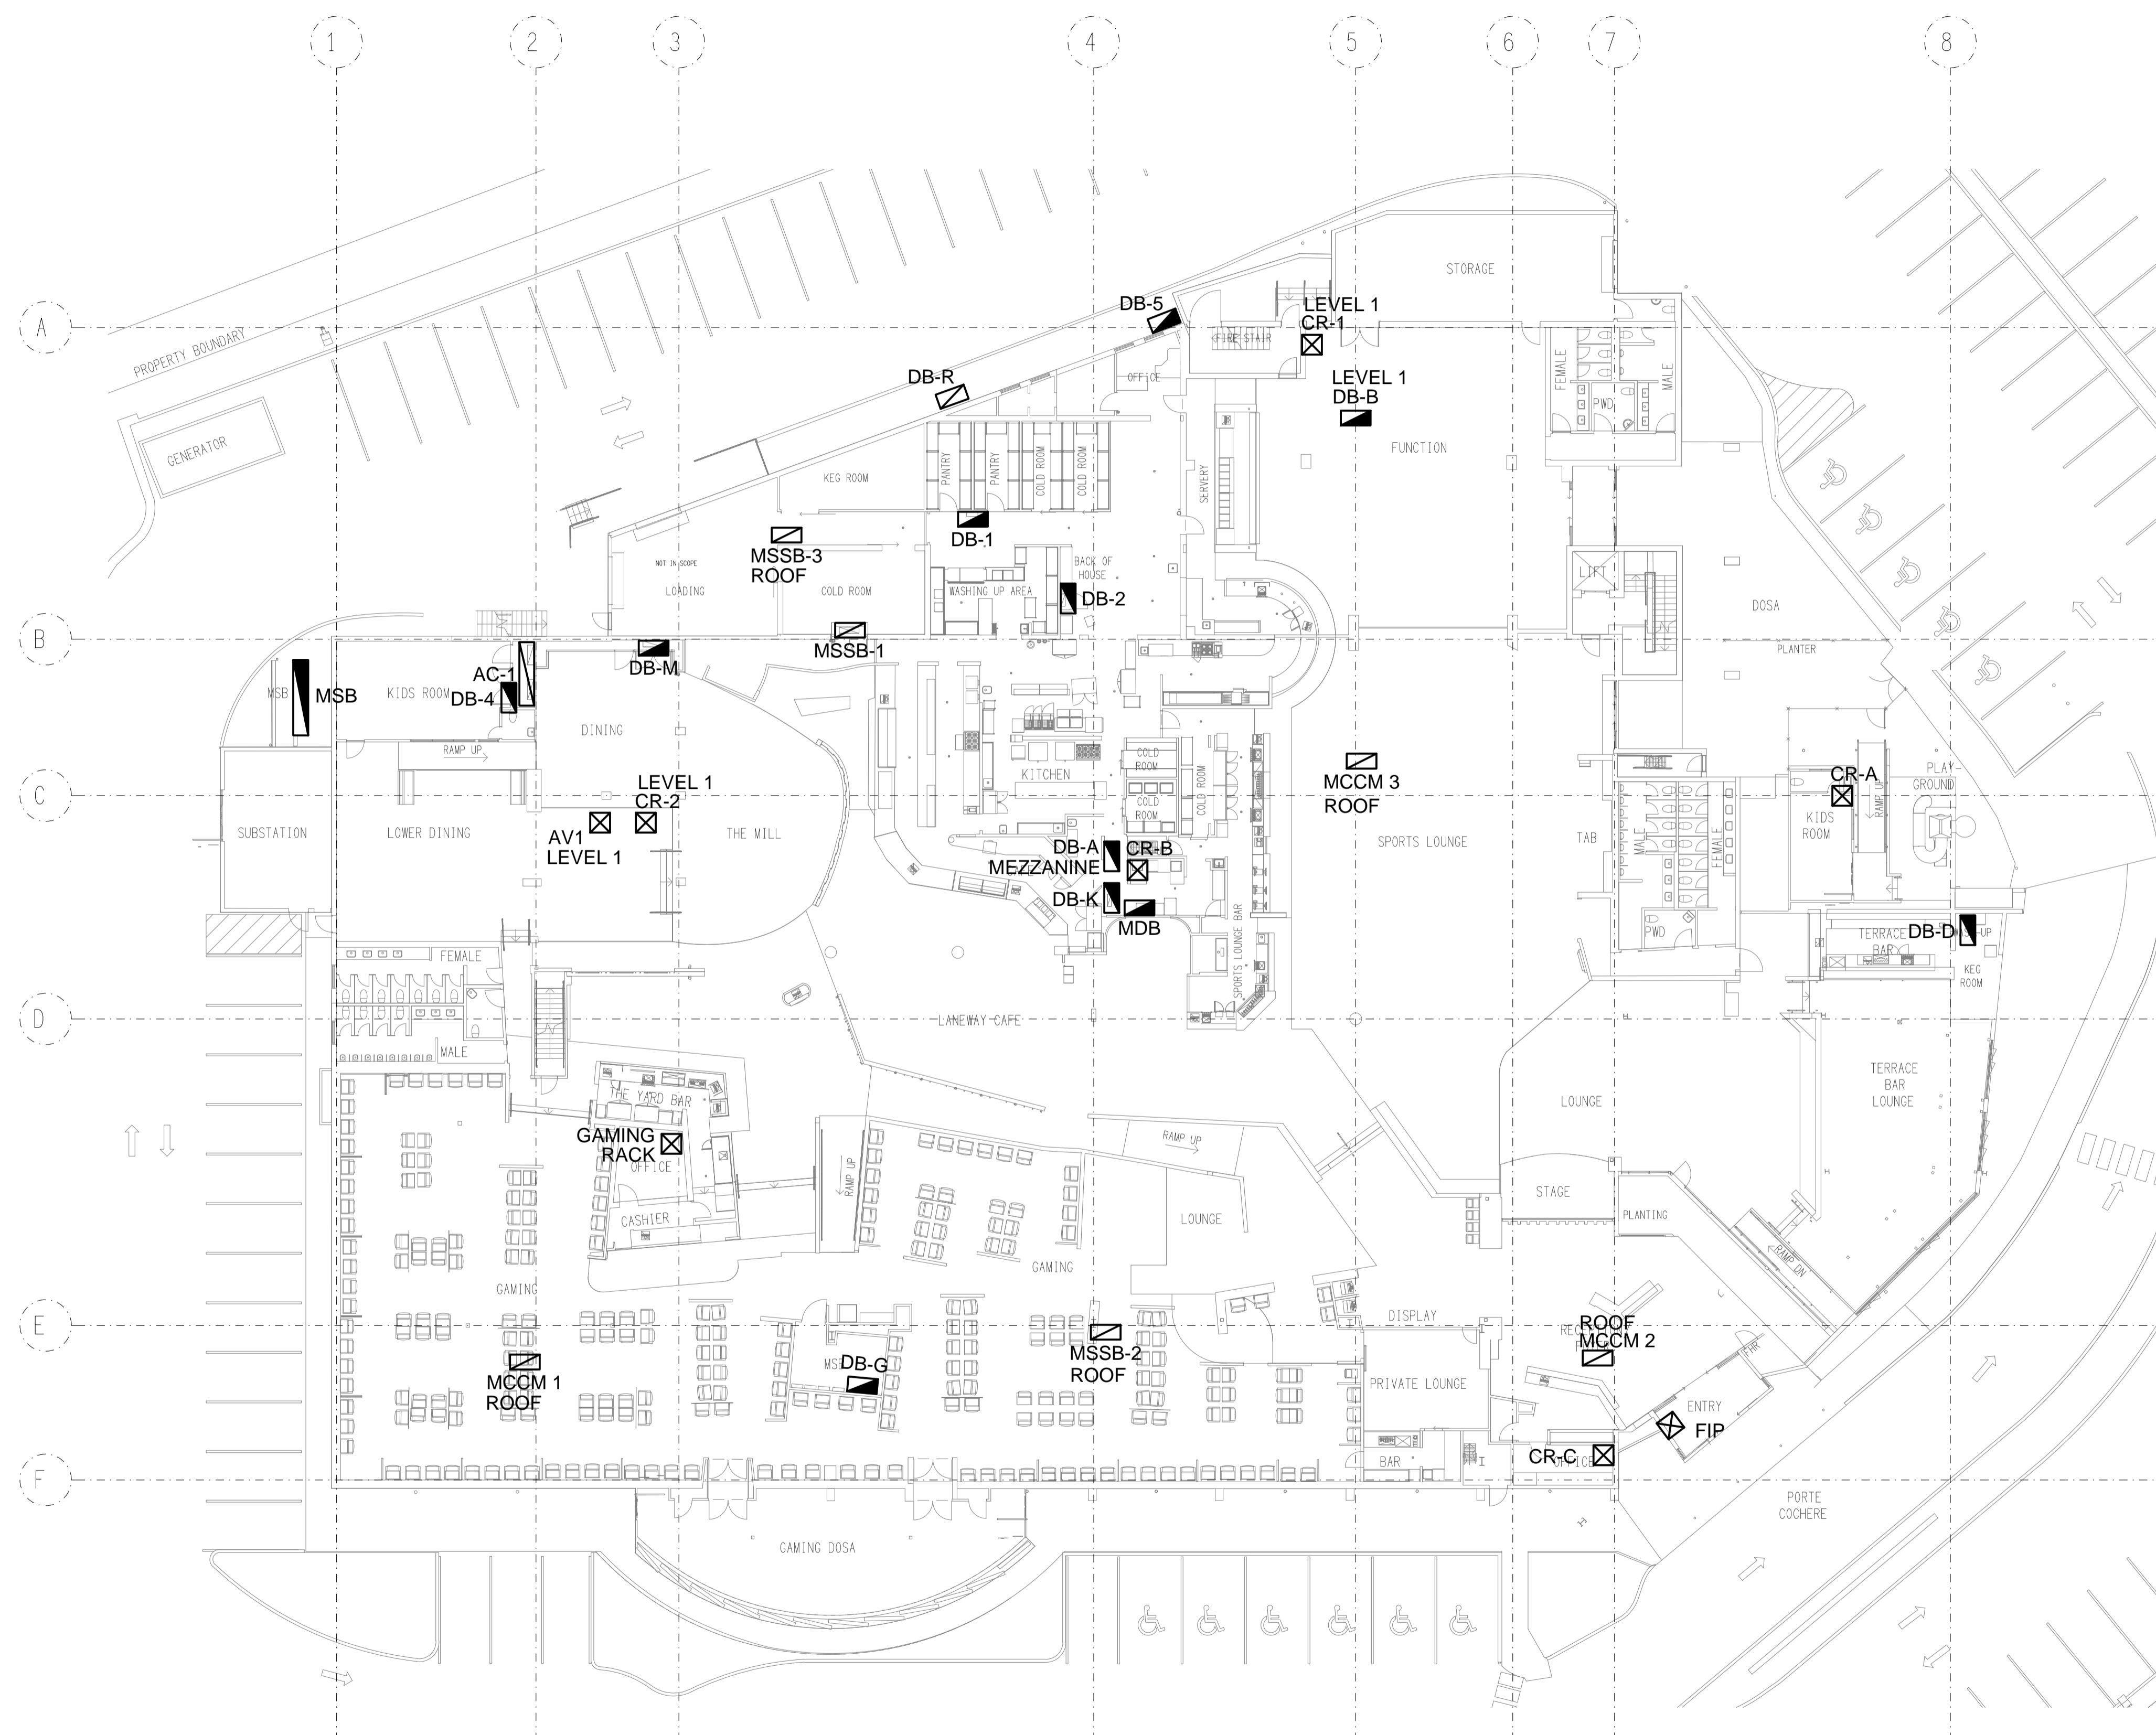 1
2
3
4
5
6
7
8
A
PROPERTY BOUNDARY
GENERATOR
STORAGE
DB-5
LEVEL 1
CR-1
FIRE STAIR
OFFICE
DB-R
LEVEL 1
DB-B
FEMALE
MALE
PWD
FUNCTION
SERVERY
KEG ROOM
PANTRY
PANTRY
COLD ROOM
COLD ROOM
DB-1
MSSB-3
ROOF
NOT IN SCOPE
LOADING
COLD ROOM
WASHING UP AREA
BACK OF
HOUSE
DB-2
LIFT
DOSA
B
MSSB-1
DB-M
PLANTER
MSB
MSB
KIDS ROOM
AC-1
DB-4
DINING
RAMP UP
KITCHEN
COLD
ROOM
COLD
ROOM
COLD ROOM
MCCM 3
ROOF
C
LEVEL 1
CR-2
AV1
LEVEL 1
SUBSTATION
LOWER DINING
THE MILL
SPORTS LOUNGE
TAB
MALE
FEMALE
PWD
CR-A
KIDS
ROOM
RAMP UP
PLAY
GROUND
DB-A
MEZZANINE
CR-B
DB-K
MDB
SPORTS LOUNGE BAR
TERRACE
BAR
DB-D
KEG
ROOM
FEMALE
MALE
D
LANEWAY CAFE
THE YARD BAR
GAMING
RACK
OFFICE
CASHIER
RAMP UP
RAMP UP
LOUNGE
LOUNGE
STAGE
PLANTING
TERRACE
BAR
LOUNGE
RAMP DN
GAMING
GAMING
E
DISPLAY
ROOF
MCCM 2
FHR
MCCM 1
ROOF
DB-G
MSSB-2
ROOF
PRIVATE LOUNGE
ENTRY
FIP
CR-C
OFFICE
BAR
F
PORTE
COCHERE
GAMING DOSA